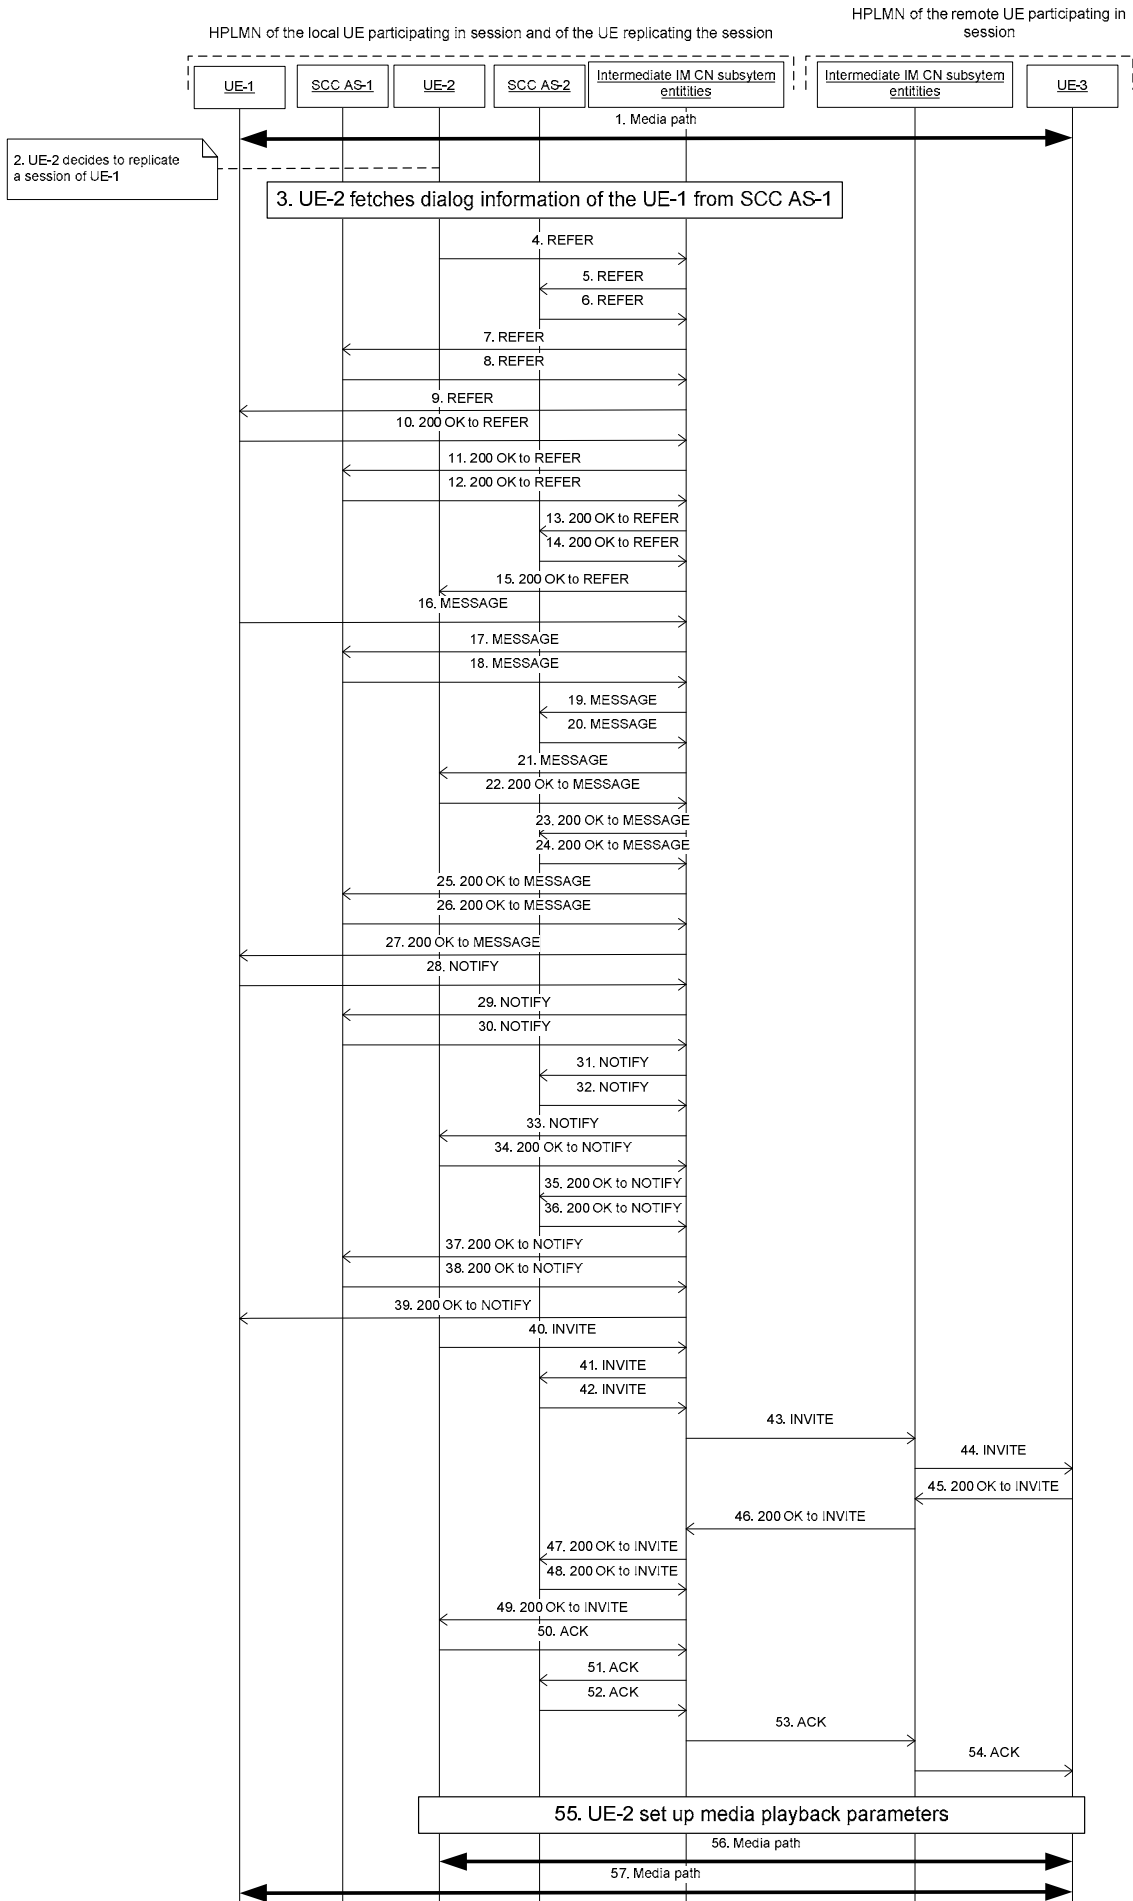 HPLMN of the remote UE participating in
session
HPLMN of the local UE participating in session and of the UE replicating the session
UE-1
SCC AS-1
UE-2
SCC AS-2
Intermediate IM CN subsytem
entitities
Intermediate IM CN subsytem
entitities
UE-3
1. Media path
2. UE-2 decides to replicate
a session of UE-1
3. UE-2 fetches dialog information of the UE-1 from SCC AS-1
4. REFER
5. REFER
6. REFER
7. REFER
8. REFER
9. REFER
10. 200 OK to REFER
11. 200 OK to REFER
12. 200 OK to REFER
13. 200 OK to REFER
14. 200 OK to REFER
15. 200 OK to REFER
16. MESSAGE
17. MESSAGE
18. MESSAGE
19. MESSAGE
20. MESSAGE
21. MESSAGE
22. 200 OK to MESSAGE
23. 200 OK to MESSAGE
24. 200 OK to MESSAGE
25. 200 OK to MESSAGE
26. 200 OK to MESSAGE
27. 200 OK to MESSAGE
28. NOTIFY
29. NOTIFY
30. NOTIFY
31. NOTIFY
32. NOTIFY
33. NOTIFY
34. 200 OK to NOTIFY
35. 200 OK to NOTIFY
36. 200 OK to NOTIFY
37. 200 OK to NOTIFY
38. 200 OK to NOTIFY
39. 200 OK to NOTIFY
40. INVITE
41. INVITE
42. INVITE
43. INVITE
44. INVITE
45. 200 OK to INVITE
46. 200 OK to INVITE
47. 200 OK to INVITE
48. 200 OK to INVITE
49. 200 OK to INVITE
50. ACK
51. ACK
52. ACK
53. ACK
54. ACK
55. UE-2 set up media playback parameters
56. Media path
57. Media path